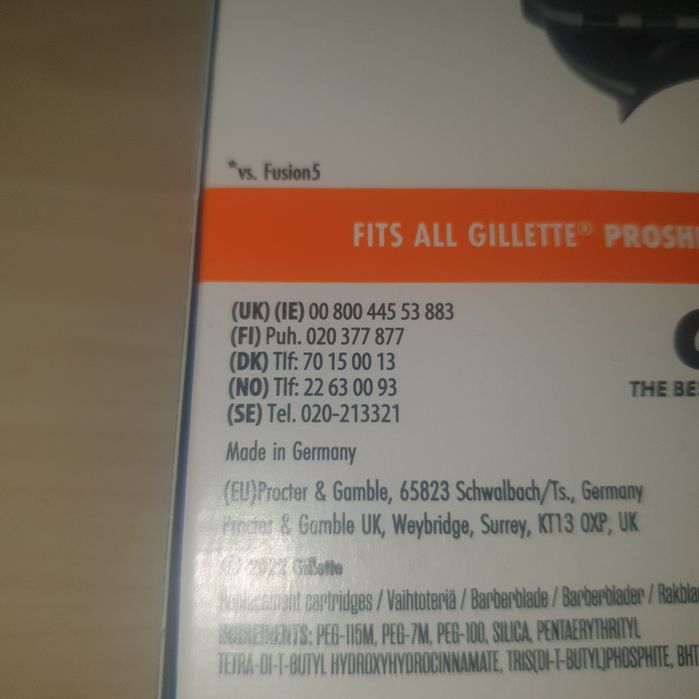 *vs. Fusion5
FITS ALL GILLETTE® PROSH
(UK) (IE) 00 800 445 53 883
(FI) Puh. 020 377 877
(DK) Tlf: 70 15 00 13
(NO) Tlf: 22 63 00 93
(SE) Tel. 020-213321
THE BE
Made in Germany
(EU)Procter & Gamble, 65823 Schwalbach/Ts., Germany
Procter & Gamble UK, Weybridge, Surrey, KT13 0XP, UK
© 2022 Gillette
Replacement cartridges / Vaihtoteriä / Barberblade / Barberblader / Rakbla
INGREDIENTS: PEG-115M, PEG-7M, PEG-100, SILICA, PENTAERYTHRITYL
TETRA-DI-T-BUTYL HYDROXYHYDROCINNAMATE, TRIS(DI-T-BUTYL)PHOSPHITE, BHT